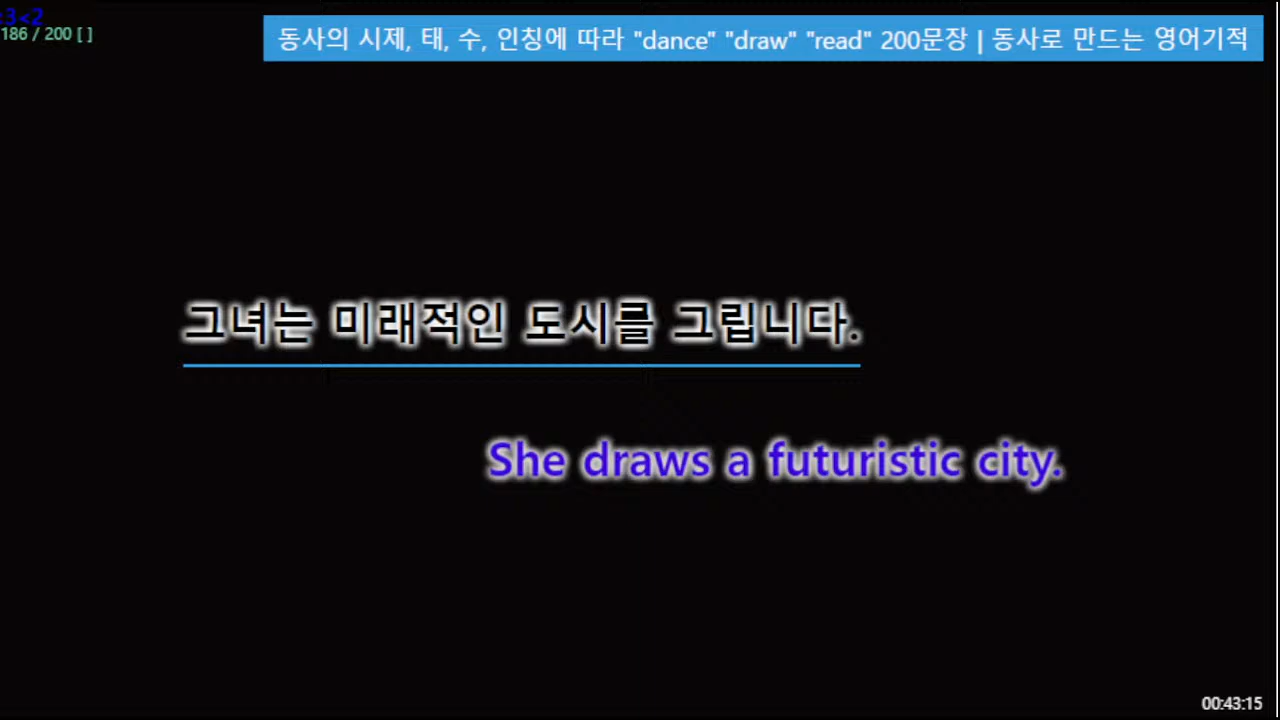 :3<2
186 / 200 [ ]
동사의 시제, 태, 수, 인칭에 따라 "dance" "draw" "read" 200문장 | 동사로 만드는 영어기적
그녀는 미래적인 도시를 그립니다.
She draws a futuristic city.
00:43:15